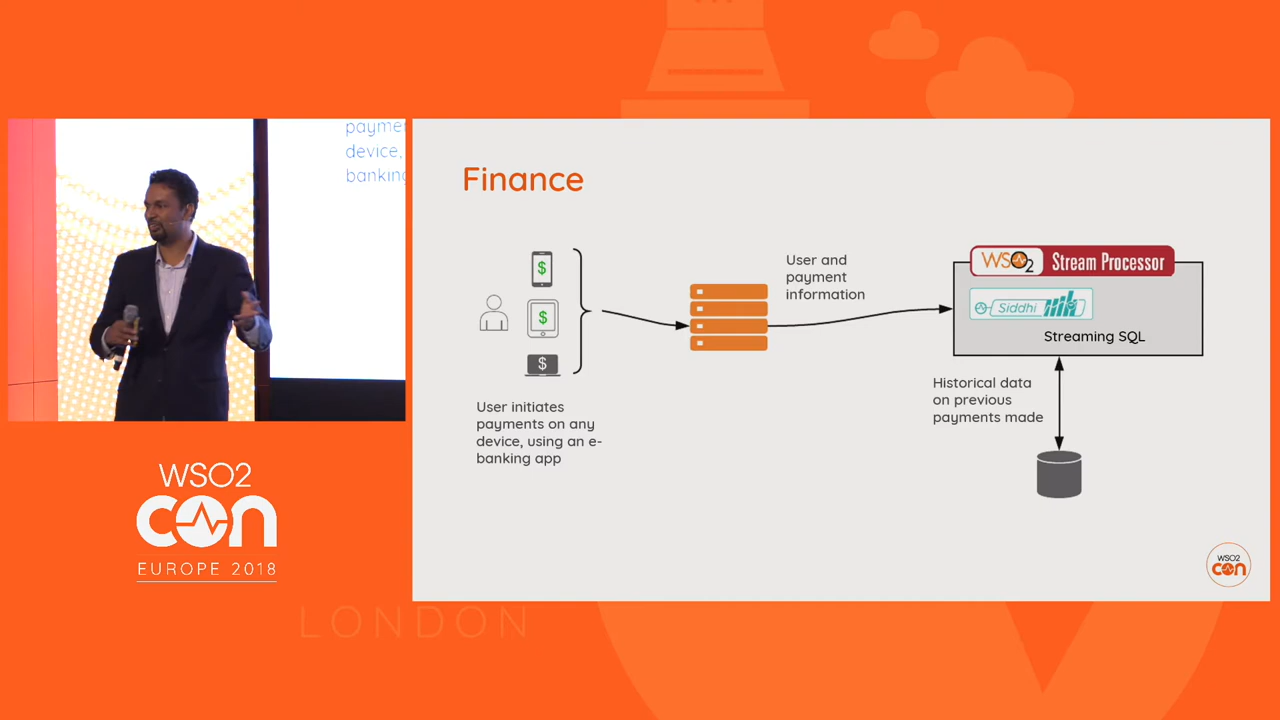 payme
device,
banking
WSO2
CON
EUROPE 2018
LONDON
Finance
$
$
$
User initiates
payments on any
device, using an e-
banking app
User and
payment
information
WSO2 Stream Processor
Siddhi
Streaming SQL
Historical data
on previous
payments made
WSO2
CON